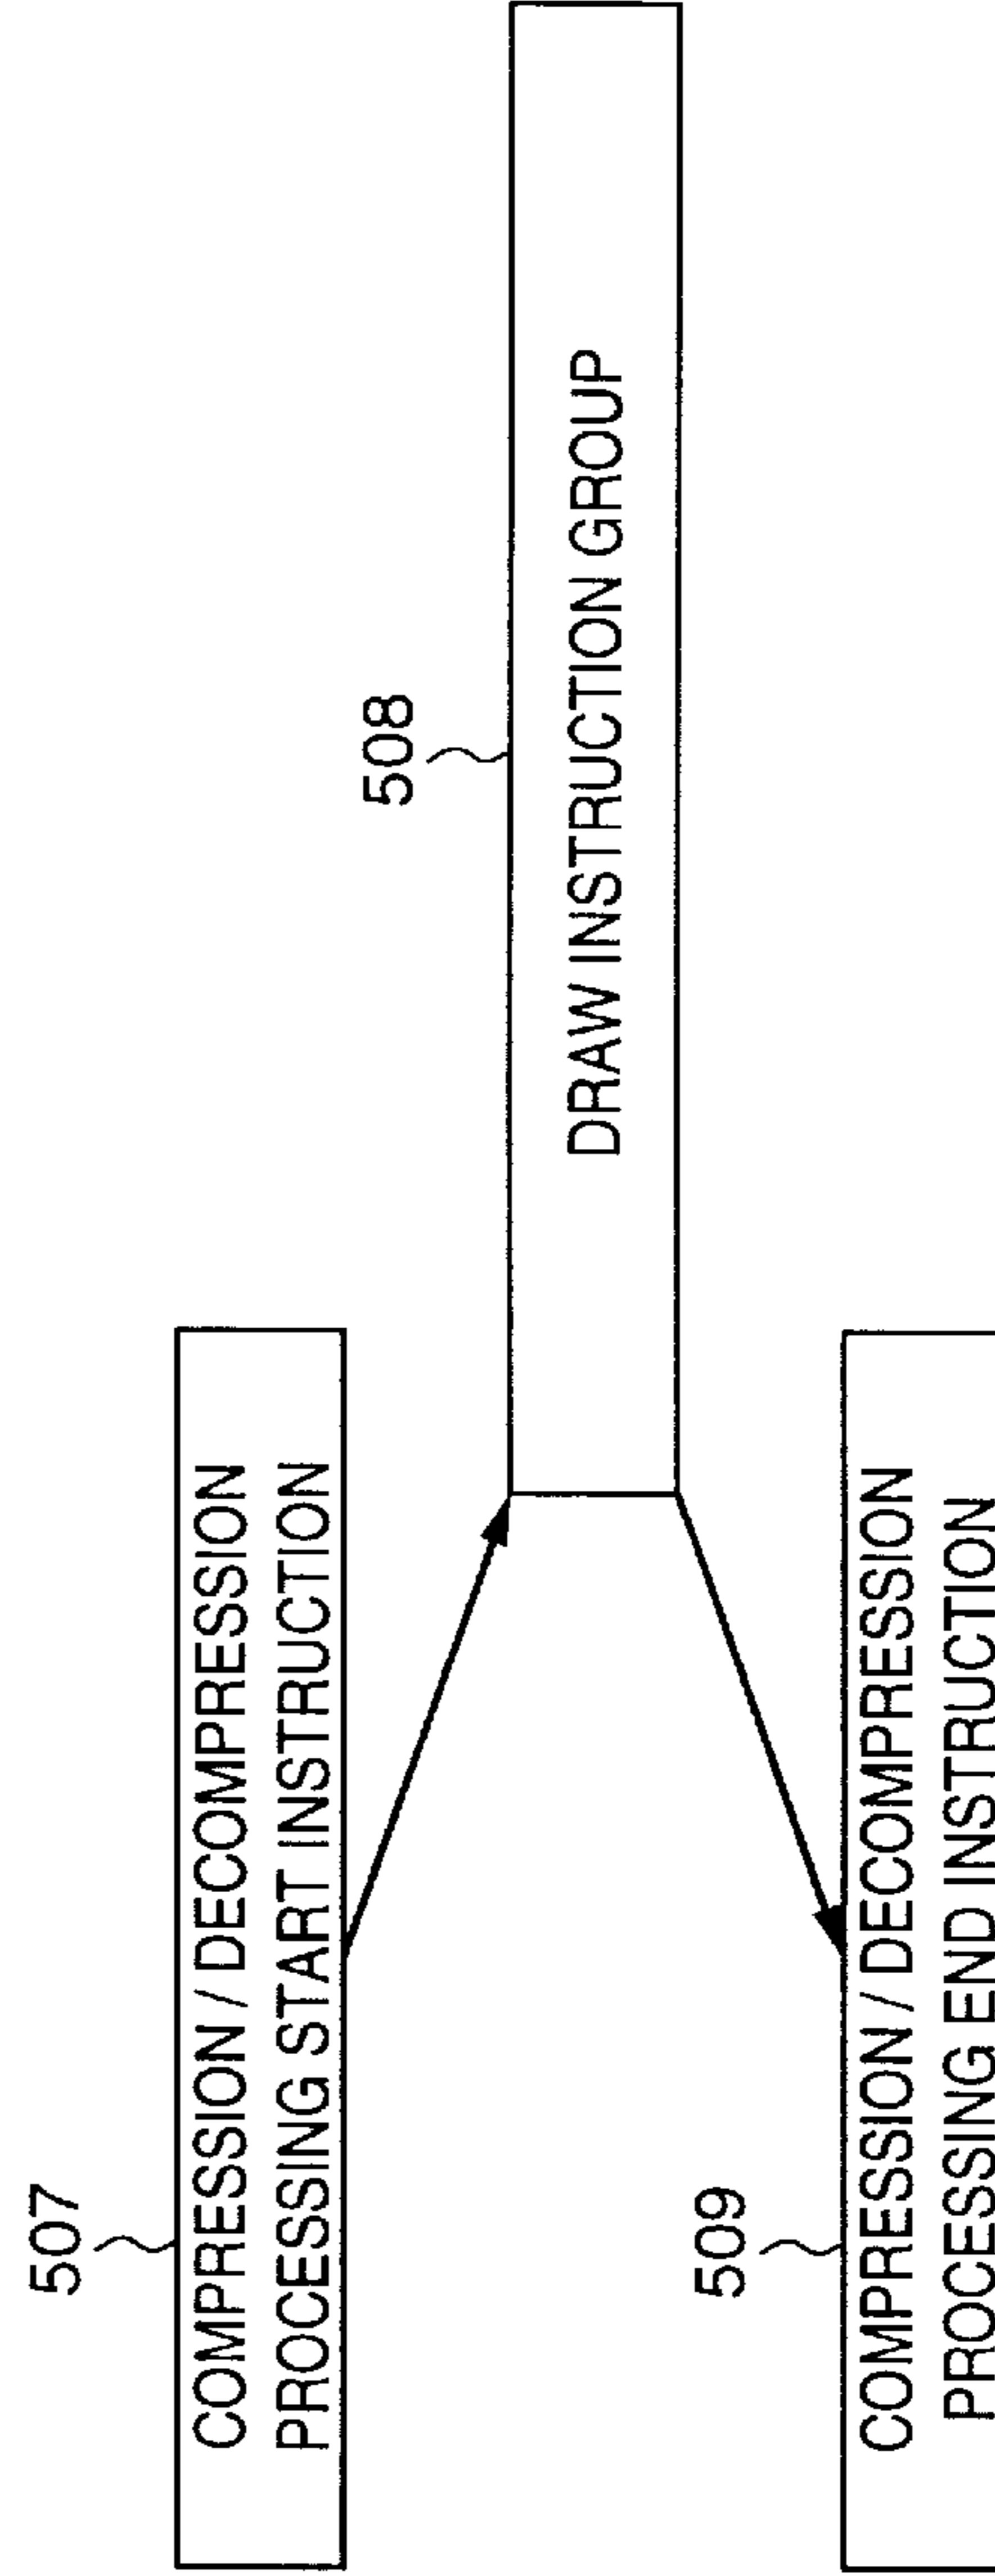 507
COMPRESSION / DECOMPRESSION
PROCESSING START INSTRUCTION
508
DRAW INSTRUCTION GROUP
509
COMPRESSION / DECOMPRESSION
PROCESSING END INSTRUCTION